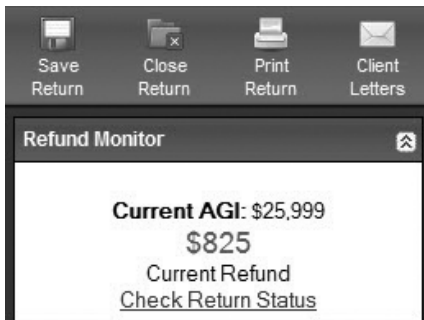 Save Close Print Client
Return Return Return Letters
Refund Monitor
Current AGI: $25,999
$825
Current Refund
Check Return Status